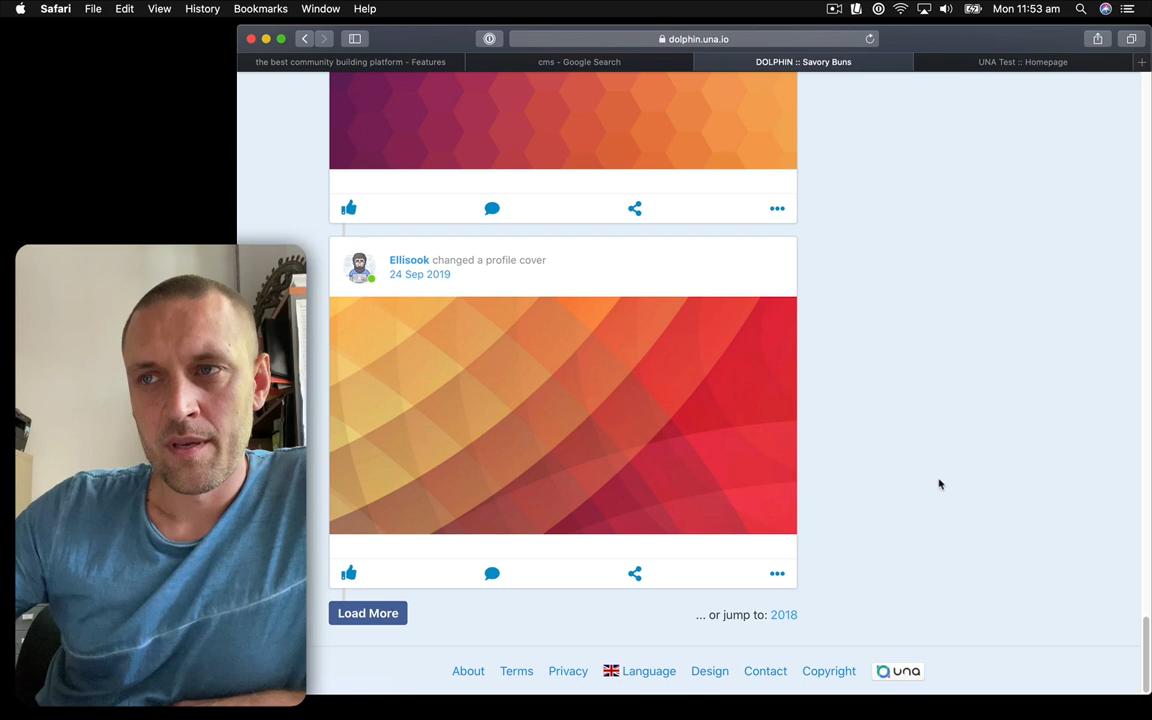 Safari File Edit View History Bookmarks Window Help Mon 11:53 am
dolphin.una.io
the best community building platform - Features cms - Google Search DOLPHIN :: Savory Buns UNA Test :: Homepage
Ellisook changed a profile cover
24 Sep 2019
Load More ... or jump to: 2018
About Terms Privacy Language Design Contact Copyright una